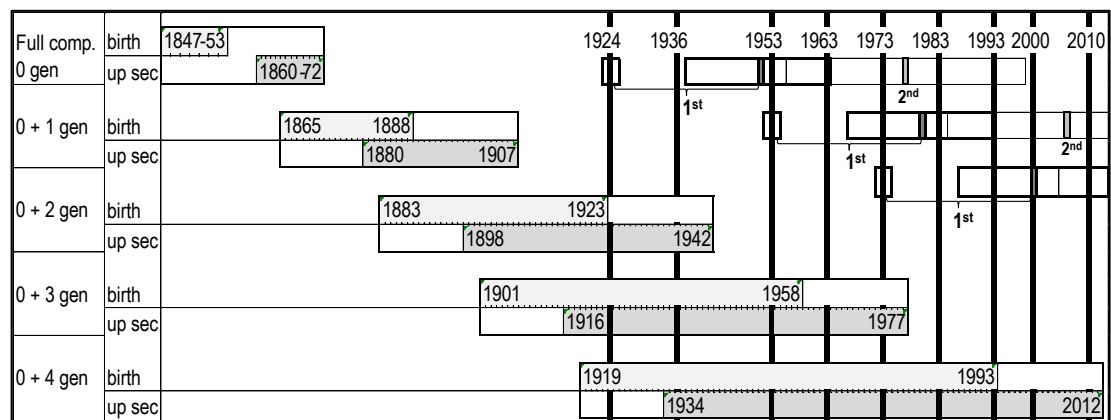 Full comp. birth 1847-53 1924 1936 1953 1963 1973 1983 1993 2000 2010
0 gen up sec 1860-72
1st 2nd
0 + 1 gen birth 1865 1888
up sec 1880 1907 1st 2nd
0 + 2 gen birth 1883 1923 1st
up sec 1898 1942
0 + 3 gen birth 1901 1958
up sec 1916 1977
0 + 4 gen birth 1919 1993
up sec 1934 2012